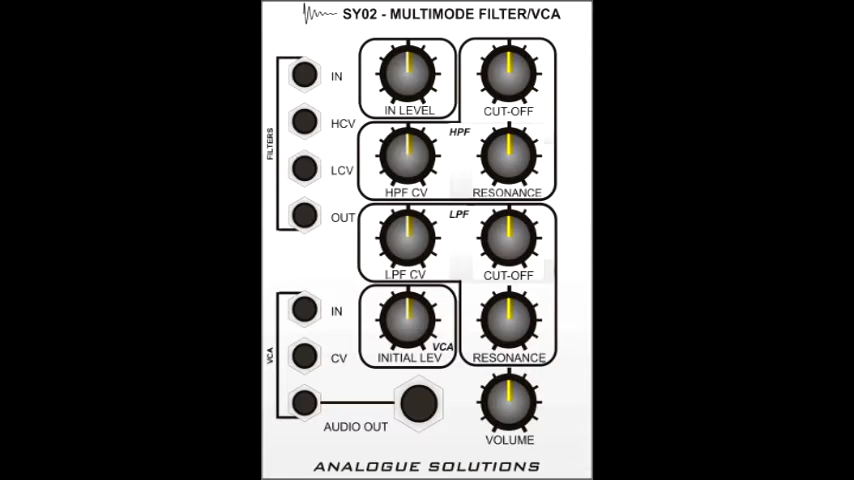 SY02 - MULTIMODE FILTER/VCA
IN
IN LEVEL
CUT-OFF
HCV
HPF
FILTERS
LCV
HPF CV
RESONANCE
OUT
LPF
LPF CV
CUT-OFF
IN
VCA
INITIAL LEV
RESONANCE
VCA
CV
AUDIO OUT
VOLUME
ANALOGUE SOLUTIONS